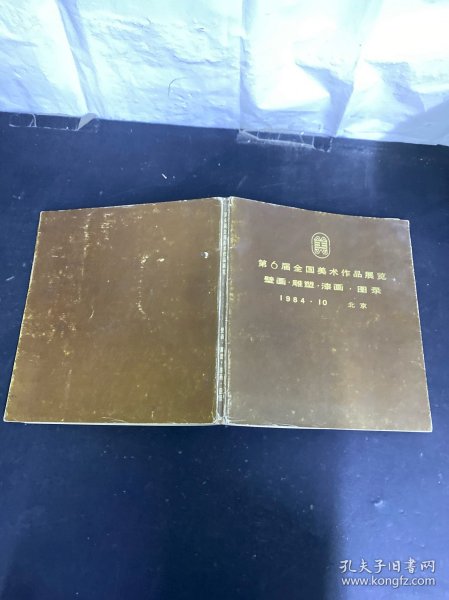 美
第6届全国美术作品展览
壁画·雕塑·漆画·图录
1984·10 北京
孔夫子旧书网
www.kongfz.com